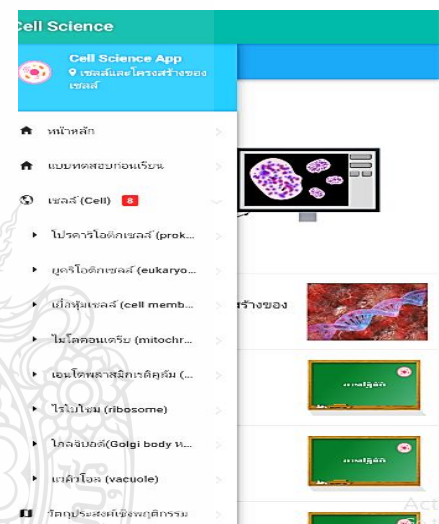 Cell Science
Cell Science App
เซลล์และโครงสร้างของ
เซลล์
หน้าหลัก
แบบทดสอบก่อนเรียน
เซลล์ (Cell) 8
โปรคาริโอติกเซลล์ (prok...
ยูคริโอติกเซลล์ (eukaryo...
เยื่อหุ้มเซลล์ (cell memb...
ร้างของ
ไมโตคอนเดรีย (mitochr...
เอนโดพลาสมิกเรติคูลัม (...
ไรโบโซม (ribosome)
กอลจิบอดี(Golgi body ห...
แวคิวโอล (vacuole)
วัตถุประสงค์เชิงพฤติกรรม
Act